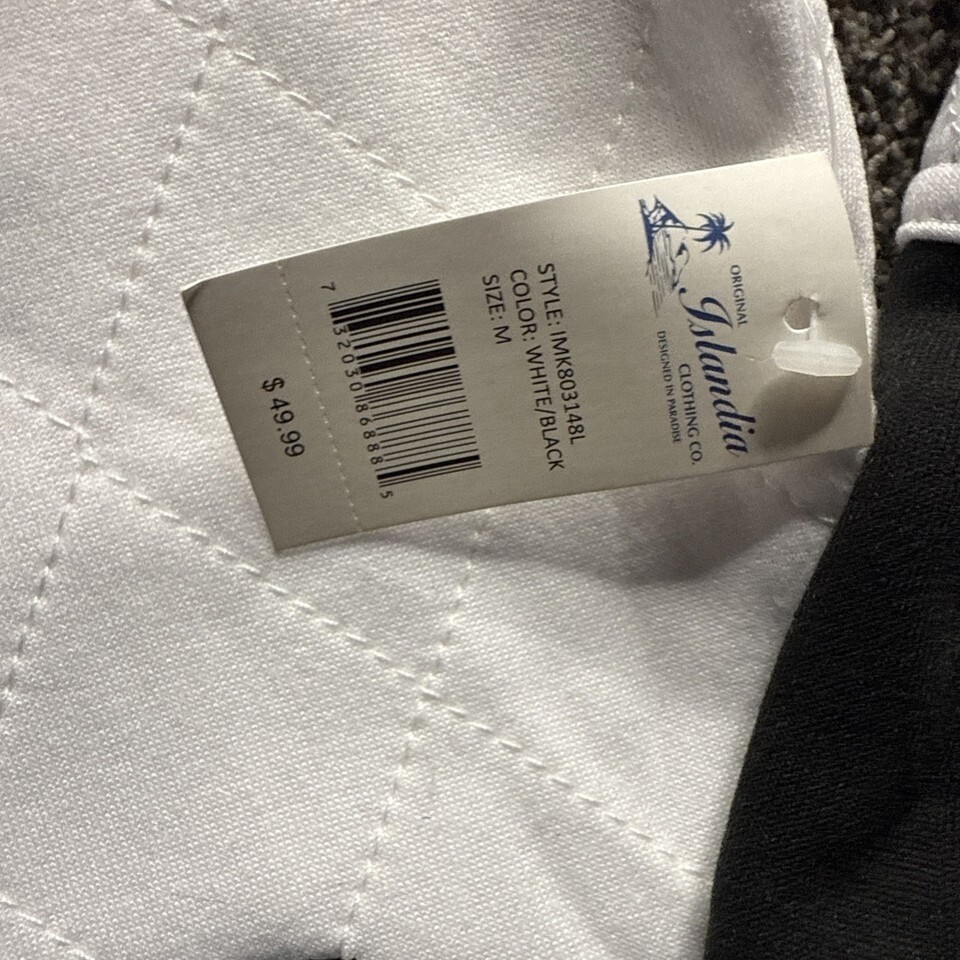 ORIGINAL
Islandia
CLOTHING CO.
DESIGNED IN PARADISE
STYLE: IMK803148L
COLOR: WHITE/BLACK
SIZE: M
7 32030 86888 5
$ 49.99